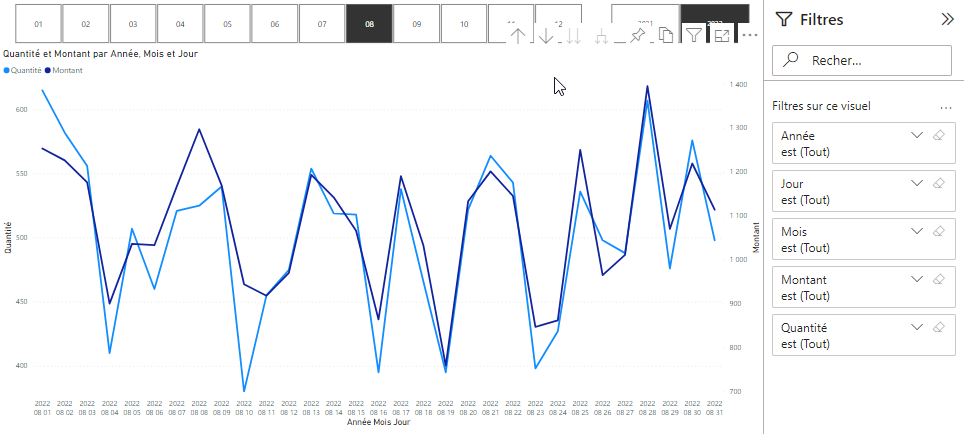 01 02 03 04 05 06 07 08 09 10 11 12 2021 2022
Quantité et Montant par Année, Mois et Jour
Quantité Montant
600
550
500
450
400
Quantité
1 400
1 300
1 200
1 100
1 000
900
800
700
Montant
2022 2022 2022 2022 2022 2022 2022 2022 2022 2022 2022 2022 2022 2022 2022 2022 2022 2022 2022 2022 2022 2022 2022 2022 2022 2022 2022 2022 2022 2022 2022
08 01 08 02 08 03 08 04 08 05 08 06 08 07 08 08 08 09 08 10 08 11 08 12 08 13 08 14 08 15 08 16 08 17 08 18 08 19 08 20 08 21 08 22 08 23 08 24 08 25 08 26 08 27 08 28 08 29 08 30 08 31
Année Mois Jour
Filtres
Recher...
Filtres sur ce visuel
Année
est (Tout)
Jour
est (Tout)
Mois
est (Tout)
Montant
est (Tout)
Quantité
est (Tout)